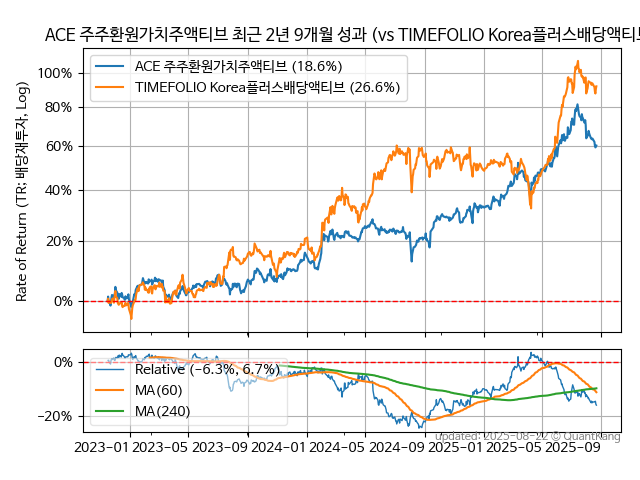 ACE 주주환원가치주액티브 최근 2년 9개월 성과 (vs TIMEFOLIO Korea플러스배당액티브
ACE 주주환원가치주액티브 (18.6%)
TIMEFOLIO Korea플러스배당액티브 (26.6%)
Rate of Return (TR: 배당재투자, Log)
100%
80%
60%
40%
20%
0%
Relative (−6.3%, 6.7%)
MA(60)
MA(240)
0%
−20%
2023-01 2023-05 2023-09 2024-01 2024-05 2024-09 2025-01 2025-05 2025-09
updated: 2025-08-22 © QuantKang